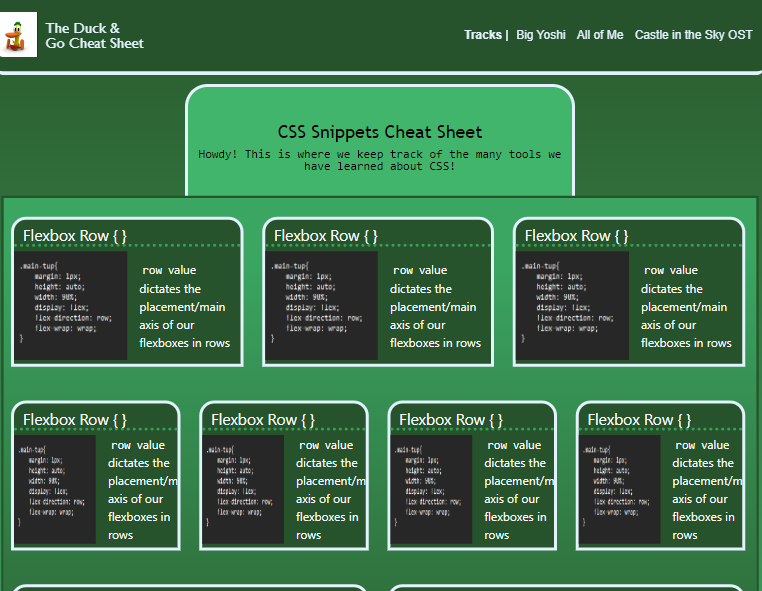 The Duck &
Go Cheat Sheet
Tracks | Big Yoshi All of Me Castle in the Sky OST
CSS Snippets Cheat Sheet
Howdy! This is where we keep track of the many tools we
have learned about CSS!
Flexbox Row { }
.main-tup{
margin: 1px;
height: auto;
width: 90%;
display: flex;
flex-direction: row;
flex-wrap: wrap;
}
row value
dictates the
placement/main
axis of our
flexboxes in rows
Flexbox Row { }
.main-tup{
margin: 1px;
height: auto;
width: 90%;
display: flex;
flex-direction: row;
flex-wrap: wrap;
}
row value
dictates the
placement/main
axis of our
flexboxes in rows
Flexbox Row { }
.main-tup{
margin: 1px;
height: auto;
width: 90%;
display: flex;
flex-direction: row;
flex-wrap: wrap;
}
row value
dictates the
placement/main
axis of our
flexboxes in rows
Flexbox Row { }
.main-tup{
margin: 1px;
height: auto;
width: 90%;
display: flex;
flex-direction: row;
flex-wrap: wrap;
}
row value
dictates the
placement/m
axis of our
flexboxes in
rows
Flexbox Row { }
.main-tup{
margin: 1px;
height: auto;
width: 90%;
display: flex;
flex-direction: row;
flex-wrap: wrap;
}
row value
dictates the
placement/m
axis of our
flexboxes in
rows
Flexbox Row { }
.main-tup{
margin: 1px;
height: auto;
width: 90%;
display: flex;
flex-direction: row;
flex-wrap: wrap;
}
row value
dictates the
placement/m
axis of our
flexboxes in
rows
Flexbox Row { }
.main-tup{
margin: 1px;
height: auto;
width: 90%;
display: flex;
flex-direction: row;
flex-wrap: wrap;
}
row value
dictates the
placement/m
axis of our
flexboxes in
rows